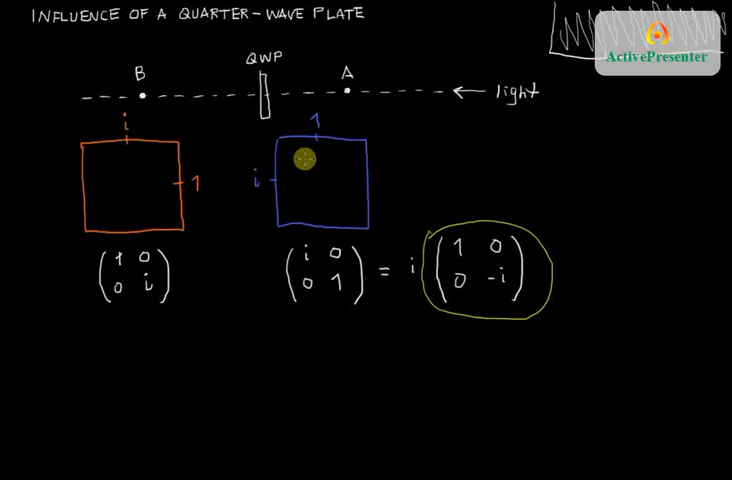 INFLUENCE OF A QUARTER-WAVE PLATE
ActivePresenter
QWP
B
A
light
i
1
1
i
( 1 0
0 i )
( i 0
0 1 ) = i ( 1 0
0 -i )